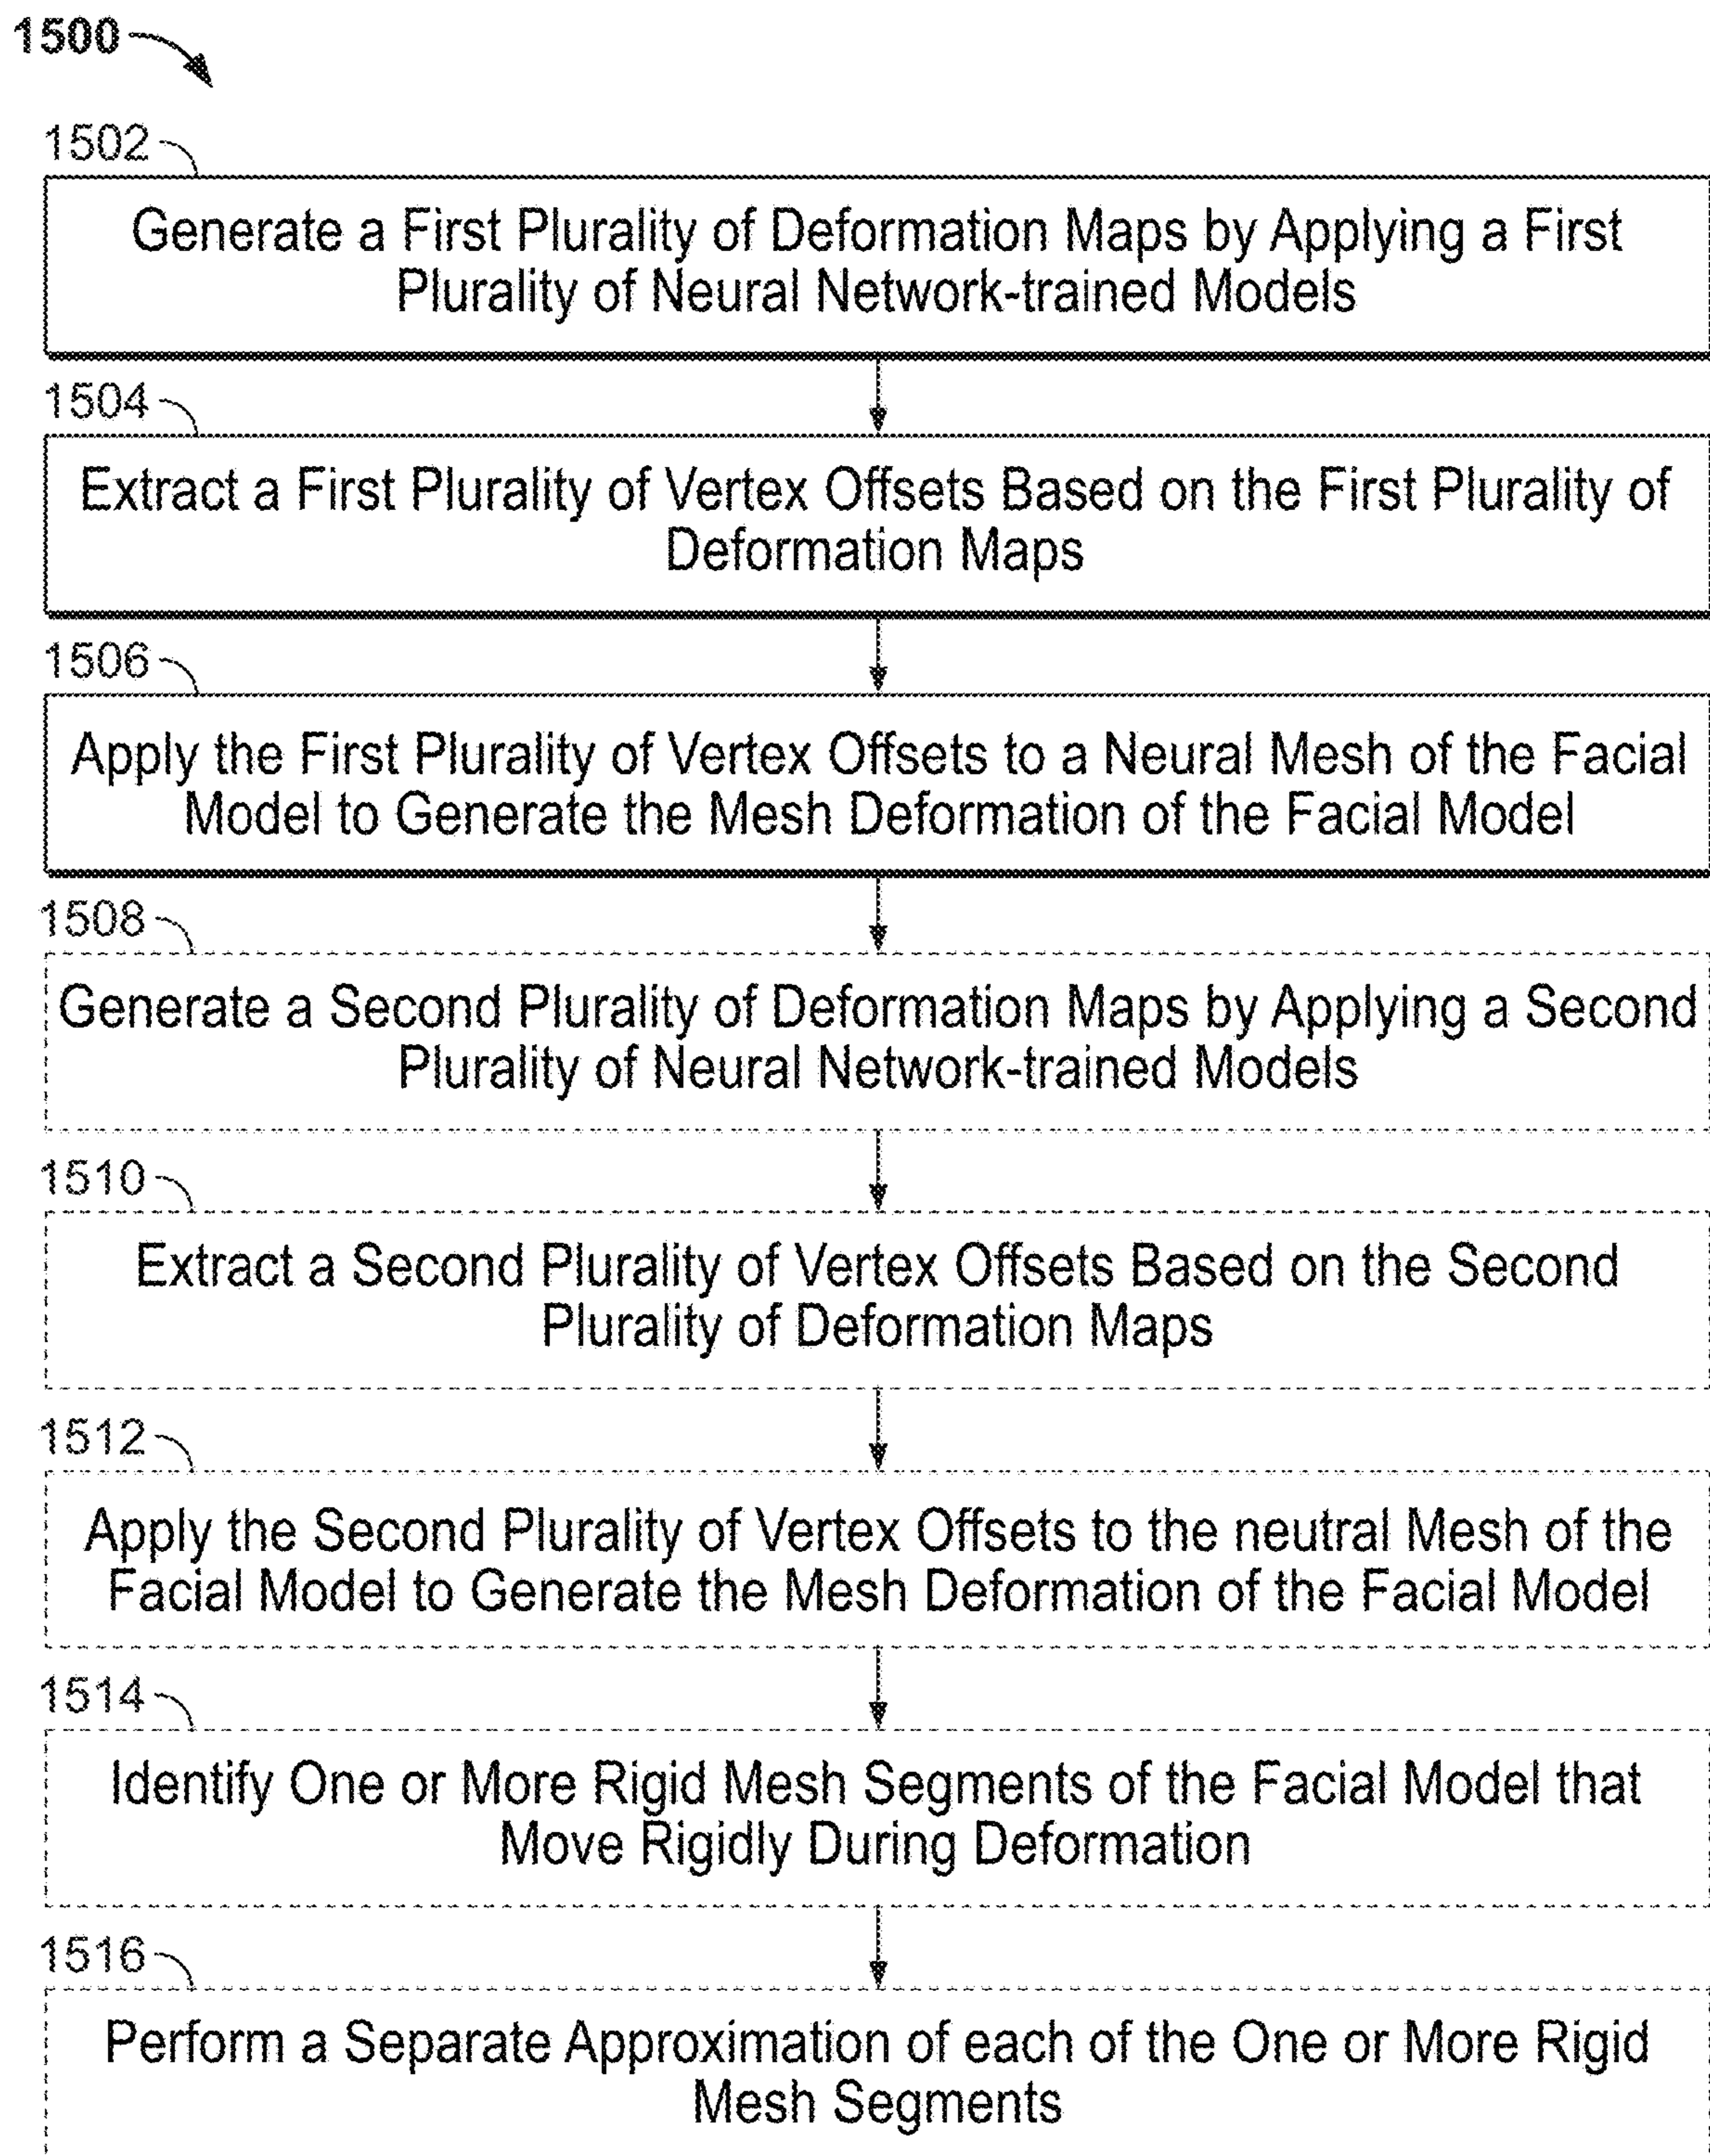 1500
1502
Generate a First Plurality of Deformation Maps by Applying a First
Plurality of Neural Network-trained Models
1504
Extract a First Plurality of Vertex Offsets Based on the First Plurality of
Deformation Maps
1506
Apply the First Plurality of Vertex Offsets to a Neural Mesh of the Facial
Model to Generate the Mesh Deformation of the Facial Model
1508
Generate a Second Plurality of Deformation Maps by Applying a Second
Plurality of Neural Network-trained Models
1510
Extract a Second Plurality of Vertex Offsets Based on the Second
Plurality of Deformation Maps
1512
Apply the Second Plurality of Vertex Offsets to the neutral Mesh of the
Facial Model to Generate the Mesh Deformation of the Facial Model
1514
Identify One or More Rigid Mesh Segments of the Facial Model that
Move Rigidly During Deformation
1516
Perform a Separate Approximation of each of the One or More Rigid
Mesh Segments